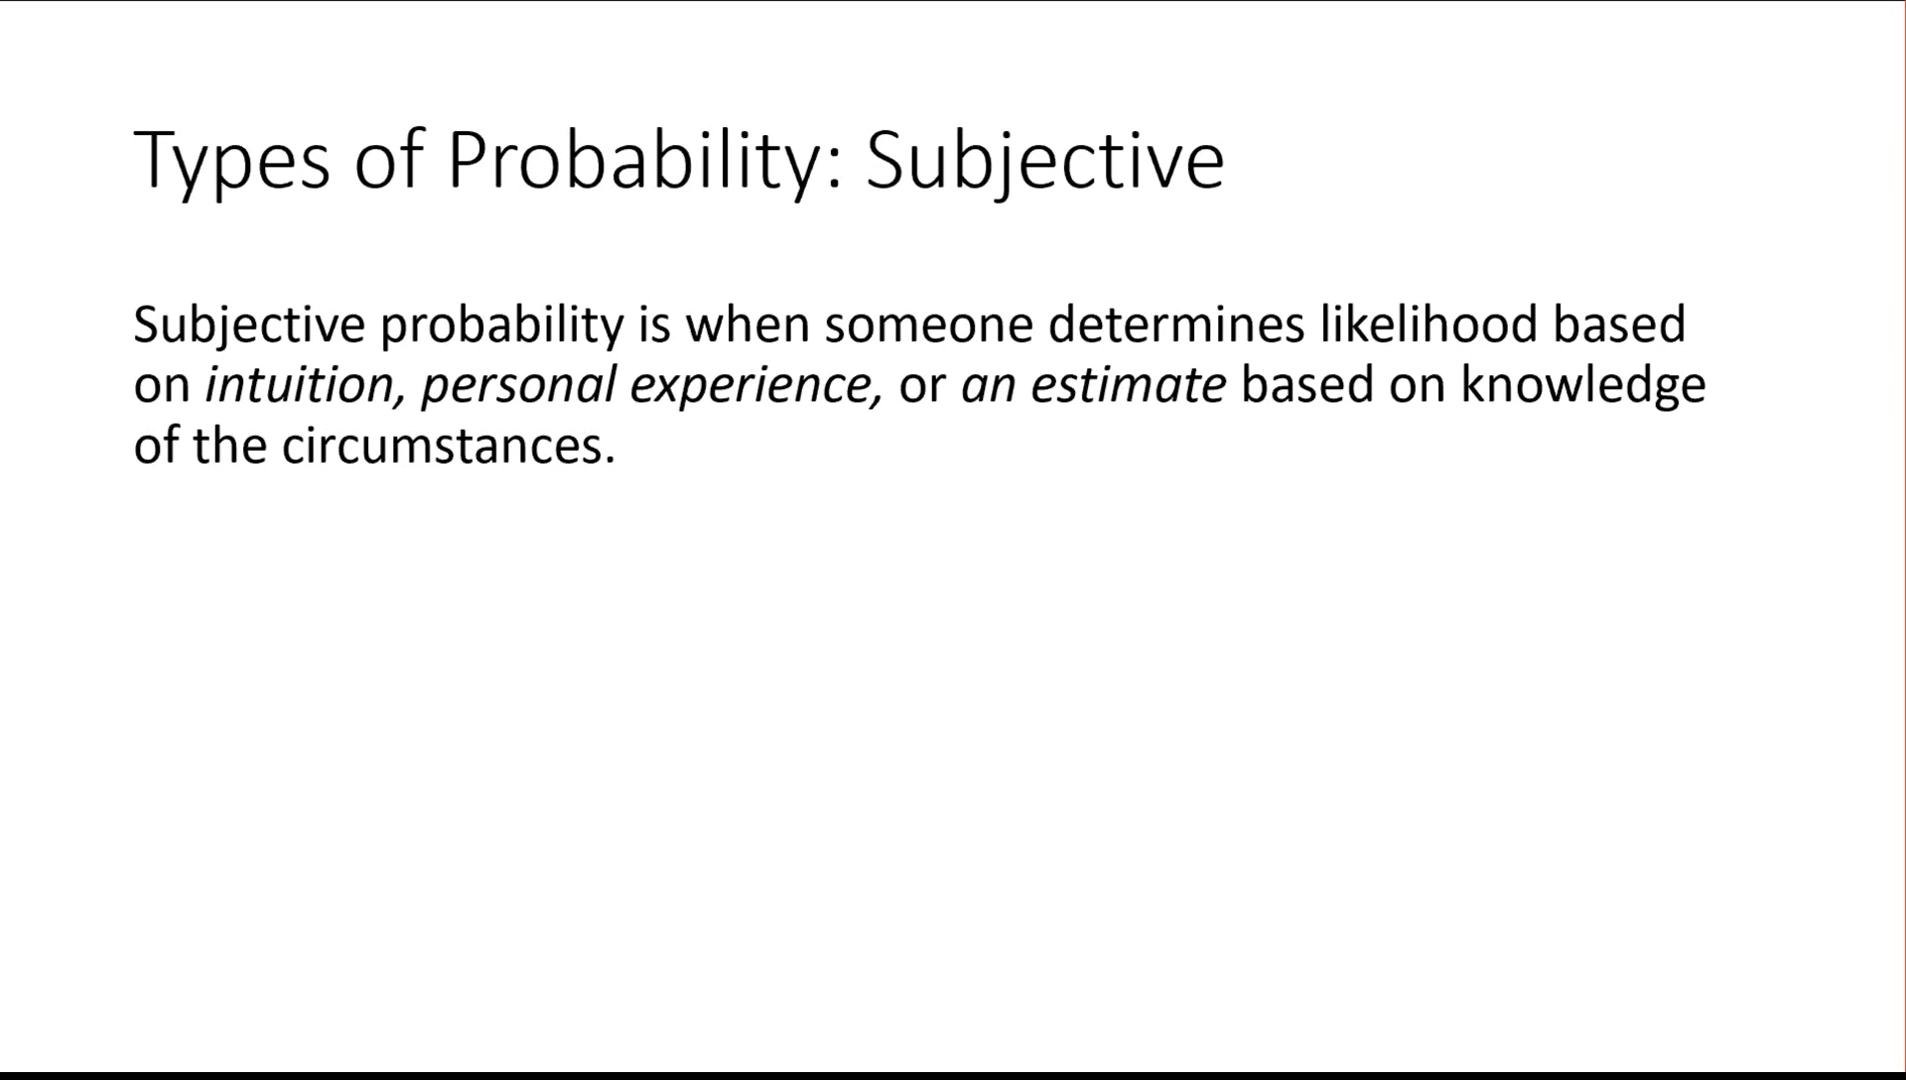 Types of Probability: Subjective
Subjective probability is when someone determines likelihood based
on intuition, personal experience, or an estimate based on knowledge
of the circumstances.